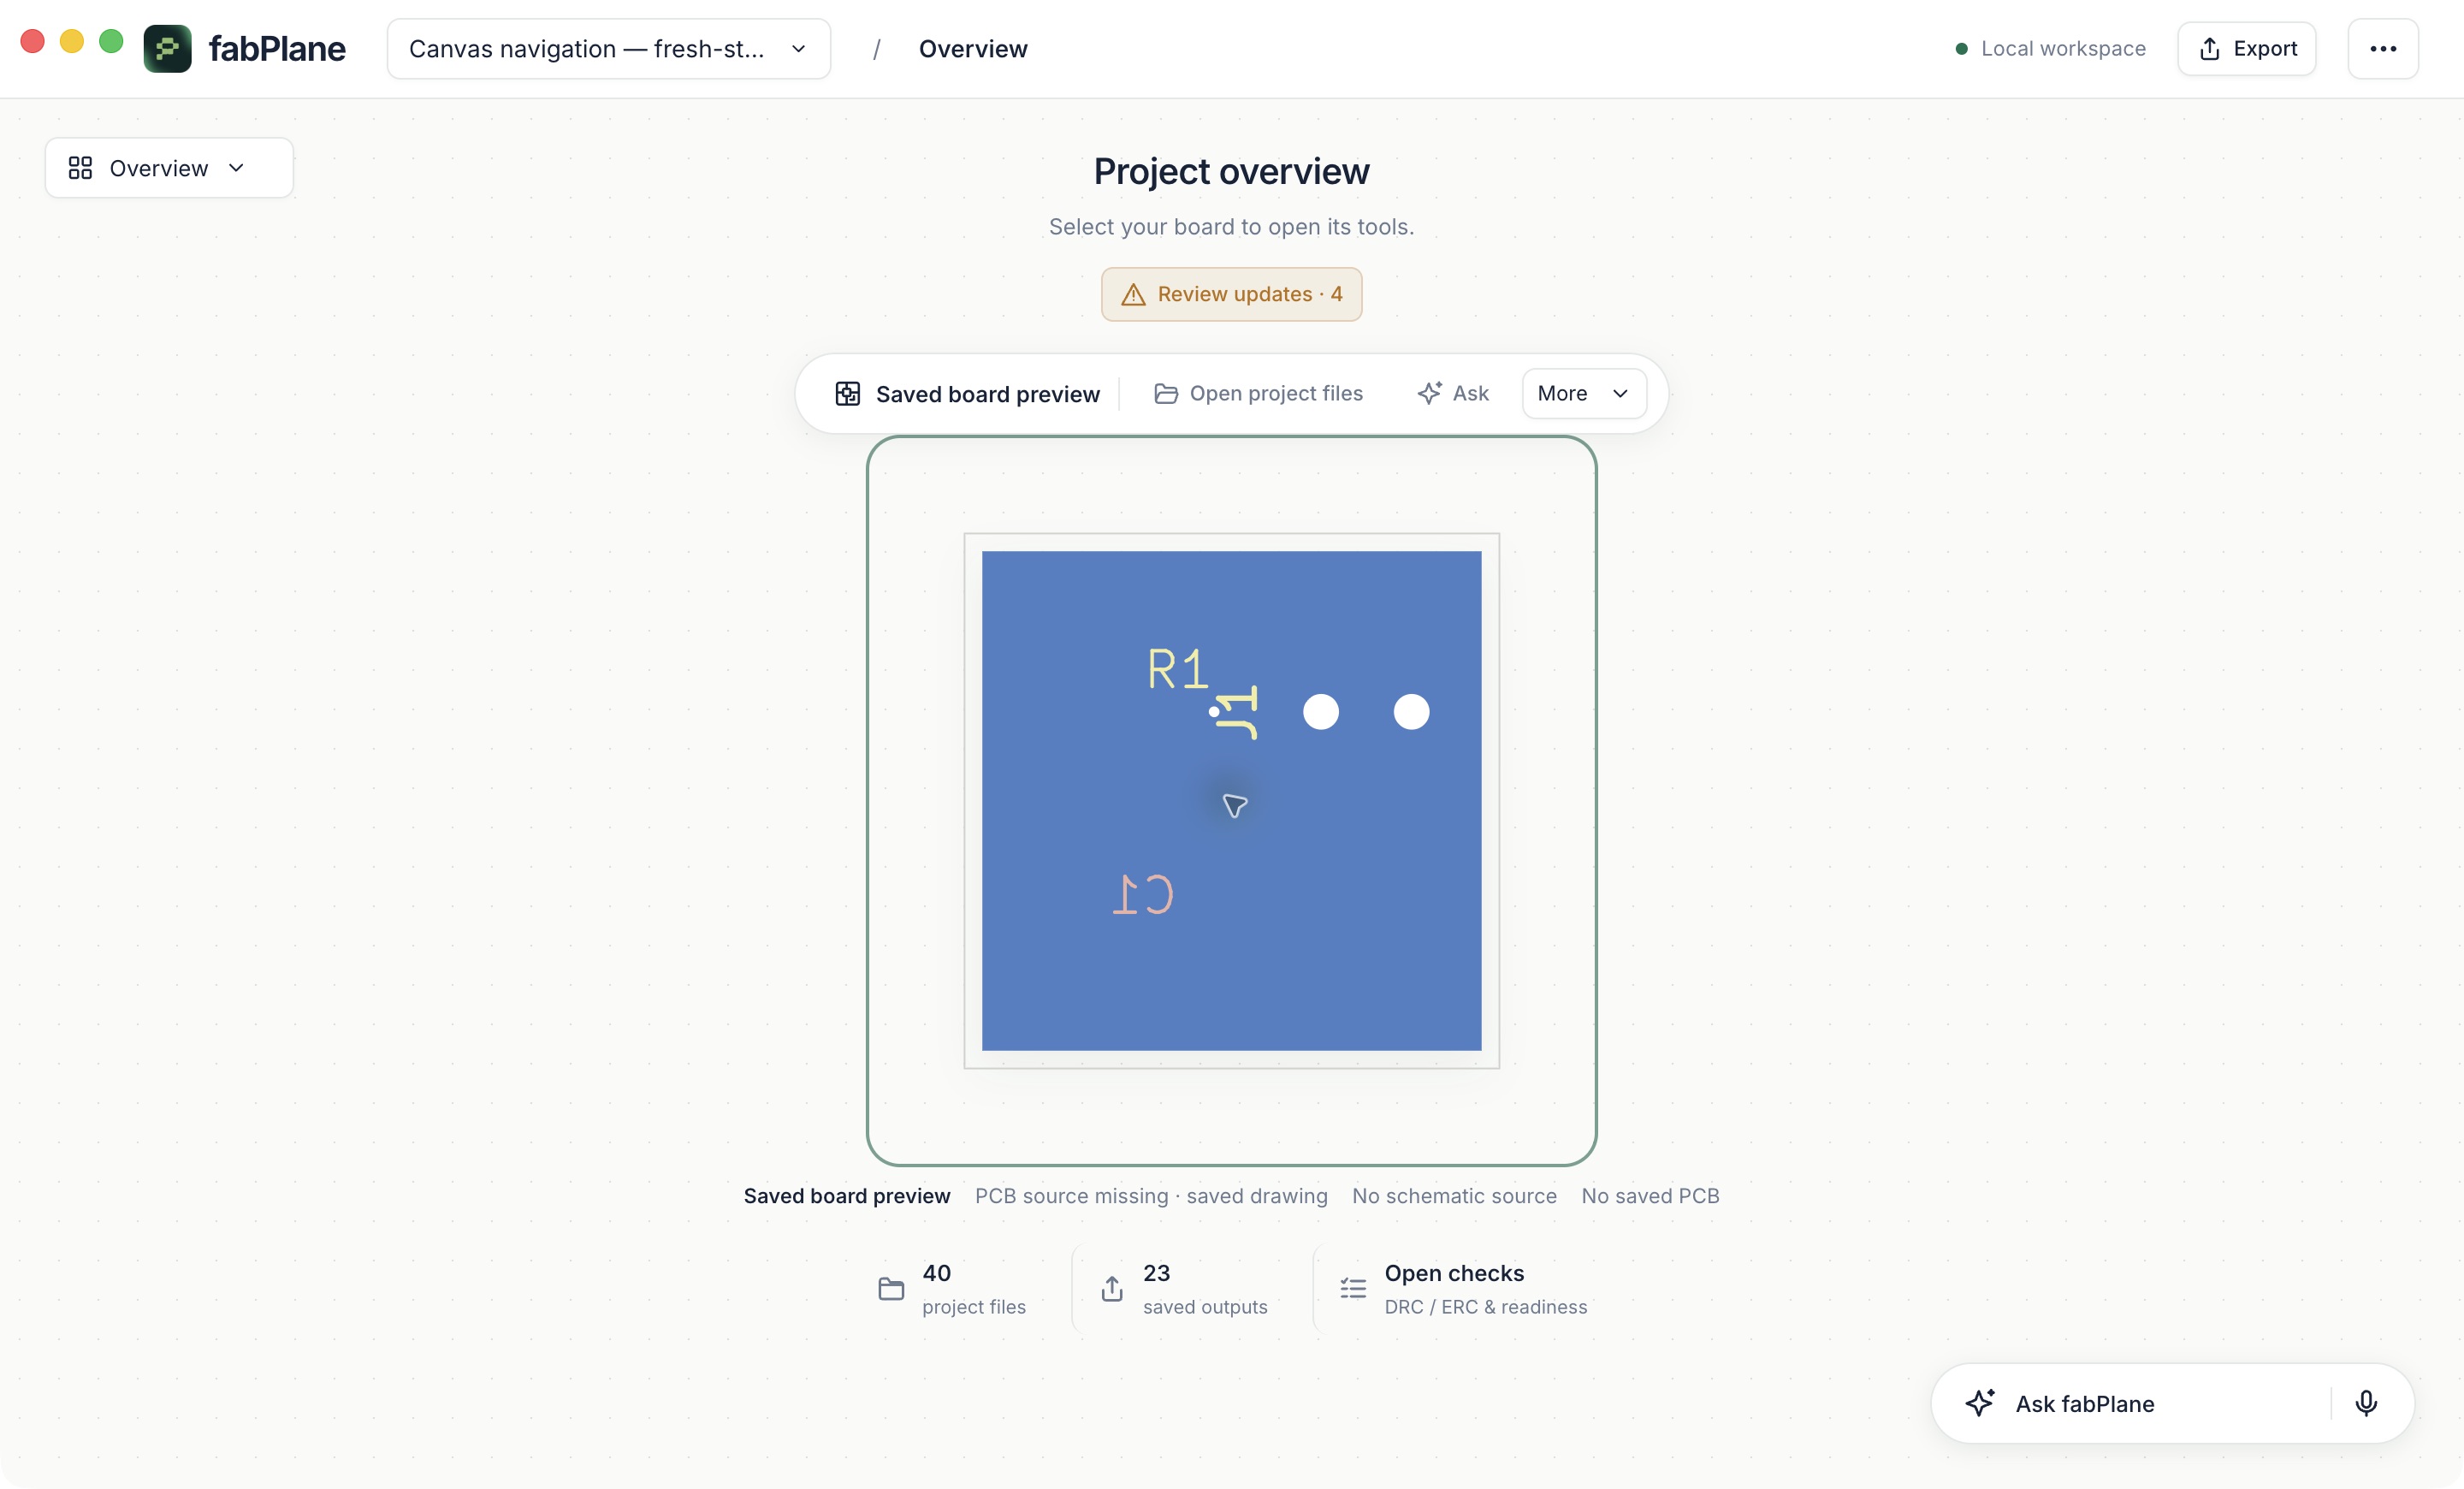 fabPlane
Canvas navigation — fresh-st...
/
Overview
Local workspace
Export
Overview
Project overview
Select your board to open its tools.
Review updates · 4
Saved board preview
Open project files
Ask
More
R1
J1
C1
Saved board preview
PCB source missing · saved drawing
No schematic source
No saved PCB
40
project files
23
saved outputs
Open checks
DRC / ERC & readiness
Ask fabPlane